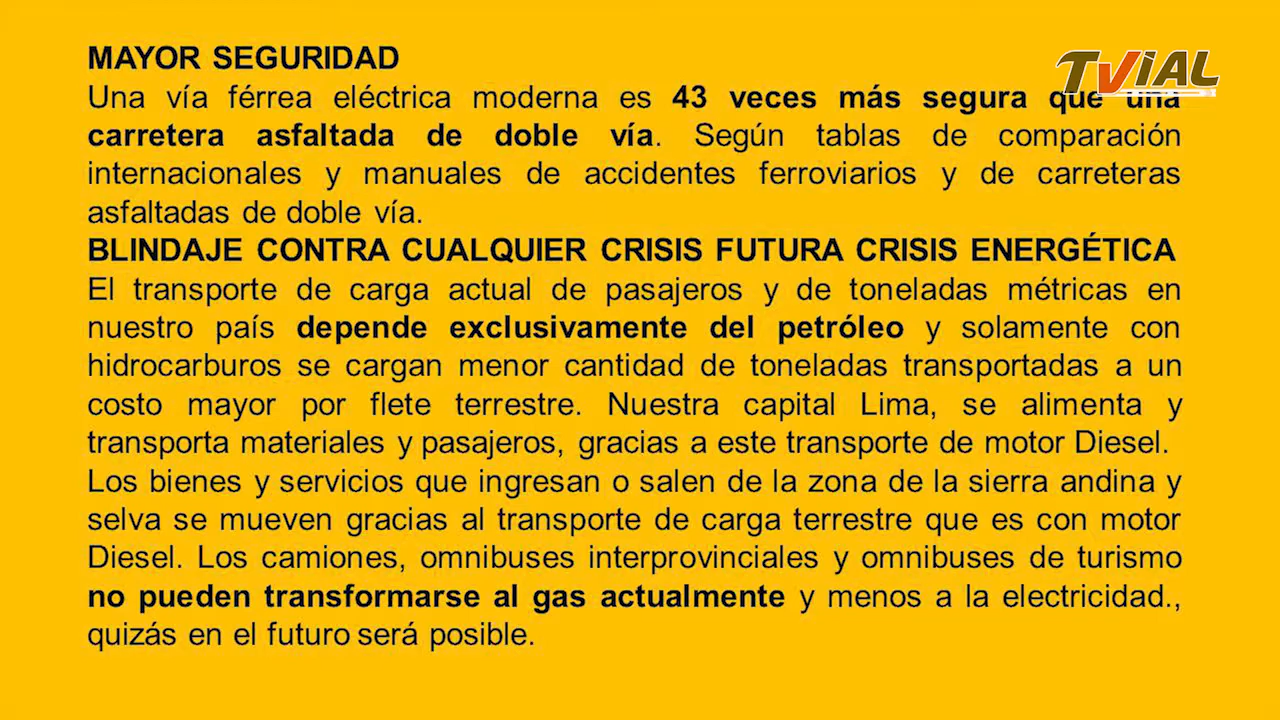 MAYOR SEGURIDAD
TVIAL
Una vía férrea eléctrica moderna es 43 veces más segura que una
carretera asfaltada de doble vía. Según tablas de comparación
internacionales y manuales de accidentes ferroviarios y de carreteras
asfaltadas de doble vía.
BLINDAJE CONTRA CUALQUIER CRISIS FUTURA CRISIS ENERGÉTICA
El transporte de carga actual de pasajeros y de toneladas métricas en
nuestro país depende exclusivamente del petróleo y solamente con
hidrocarburos se cargan menor cantidad de toneladas transportadas a un
costo mayor por flete terrestre. Nuestra capital Lima, se alimenta y
transporta materiales y pasajeros, gracias a este transporte de motor Diesel.
Los bienes y servicios que ingresan o salen de la zona de la sierra andina y
selva se mueven gracias al transporte de carga terrestre que es con motor
Diesel. Los camiones, omnibuses interprovinciales y omnibuses de turismo
no pueden transformarse al gas actualmente y menos a la electricidad.,
quizás en el futuro será posible.